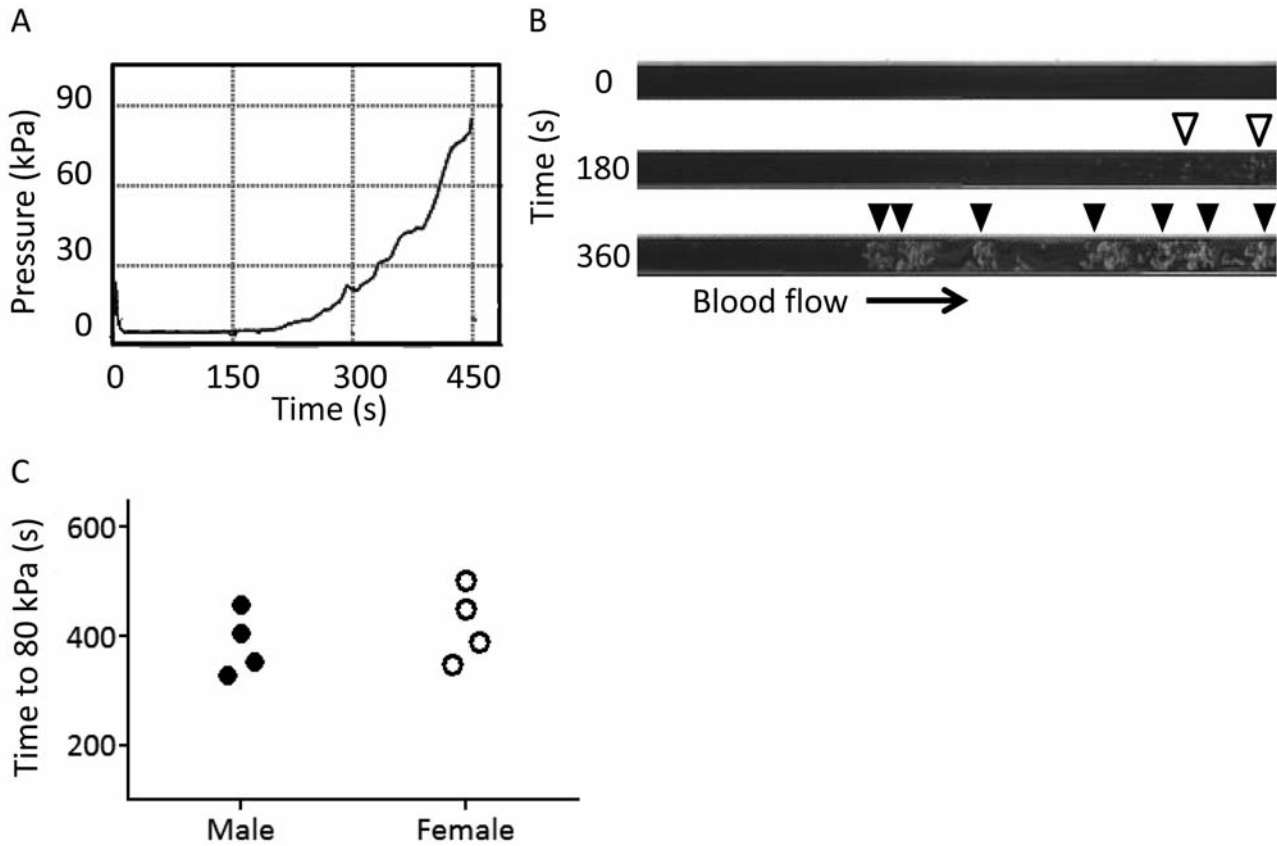 A
Pressure (kPa)
90
60
30
0
0 150 300 450
Time (s)
B
Time (s)
0
180
360
Blood flow
C
Time to 80 kPa (s)
600
400
200
Male Female